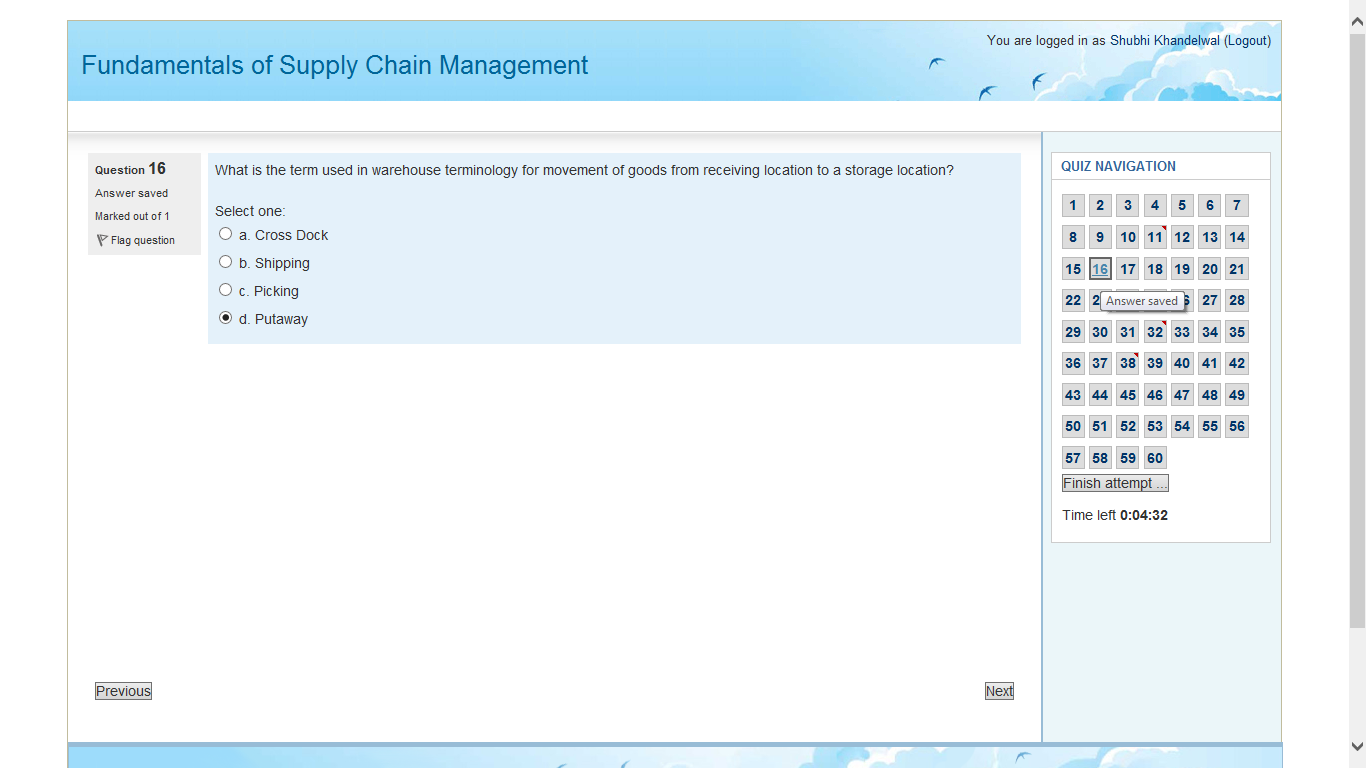 You are logged in as Shubhi Khandelwal (Logout)
Fundamentals of Supply Chain Management
Question 16
Answer saved
Marked out of 1
Flag question
What is the term used in warehouse terminology for movement of goods from receiving location to a storage location?
Select one:
a. Cross Dock
b. Shipping
c. Picking
d. Putaway
Previous
Next
QUIZ NAVIGATION
1 2 3 4 5 6 7
8 9 10 11 12 13 14
15 16 17 18 19 20 21
22 27 28
Answer saved
29 30 31 32 33 34 35
36 37 38 39 40 41 42
43 44 45 46 47 48 49
50 51 52 53 54 55 56
57 58 59 60
Finish attempt ...
Time left 0:04:32